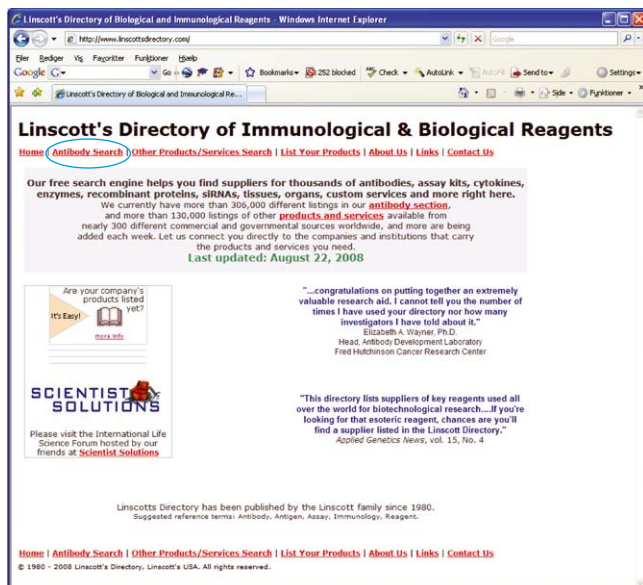 Linscott's Directory of Biological and Immunological Reagents - Windows Internet Explorer
http://www.linscottsdirectory.com/
Google
Filer Rediger Vis Favoritter Funktioner Hjælp
Google G Go Bookmarks 252 blocked Check AutoLink AutoFill Send to Settings
Linscott's Directory of Biological and Immunological Re... Side Funktioner
Linscott's Directory of Immunological & Biological Reagents
Home | Antibody Search | Other Products/Services Search | List Your Products | About Us | Links | Contact Us
Our free search engine helps you find suppliers for thousands of antibodies, assay kits, cytokines,
enzymes, recombinant proteins, siRNAs, tissues, organs, custom services and more right here.
We currently have more than 306,000 different listings in our antibody section,
and more than 130,000 listings of other products and services available from
nearly 300 different commercial and governmental sources worldwide, and more are being
added each week. Let us connect you directly to the companies and institutions that carry
the products and services you need.
Last updated: August 22, 2008
Are your company's
products listed
yet?
It's Easy!
more info
SCIENTIST
SOLUTIONS
Please visit the International Life
Science Forum hosted by our
friends at Scientist Solutions
"...congratulations on putting together an extremely
valuable research aid. I cannot tell you the number of
times I have used your directory nor how many
investigators I have told about it."
Elizabeth A. Wayner, Ph.D.
Head, Antibody Development Laboratory
Fred Hutchinson Cancer Research Center
"This directory lists suppliers of key reagents used all
over the world for biotechnological research....If you're
looking for that esoteric reagent, chances are you'll
find a supplier listed in the Linscott Directory."
Applied Genetics News, vol. 15, No. 4
Linscotts Directory has been published by the Linscott family since 1980.
Suggested reference terms: Antibody, Antigen, Assay, Immunology, Reagent.
Home | Antibody Search | Other Products/Services Search | List Your Products | About Us | Links | Contact Us
© 1980 - 2008 Linscott's Directory, Linscott's USA. All rights reserved.